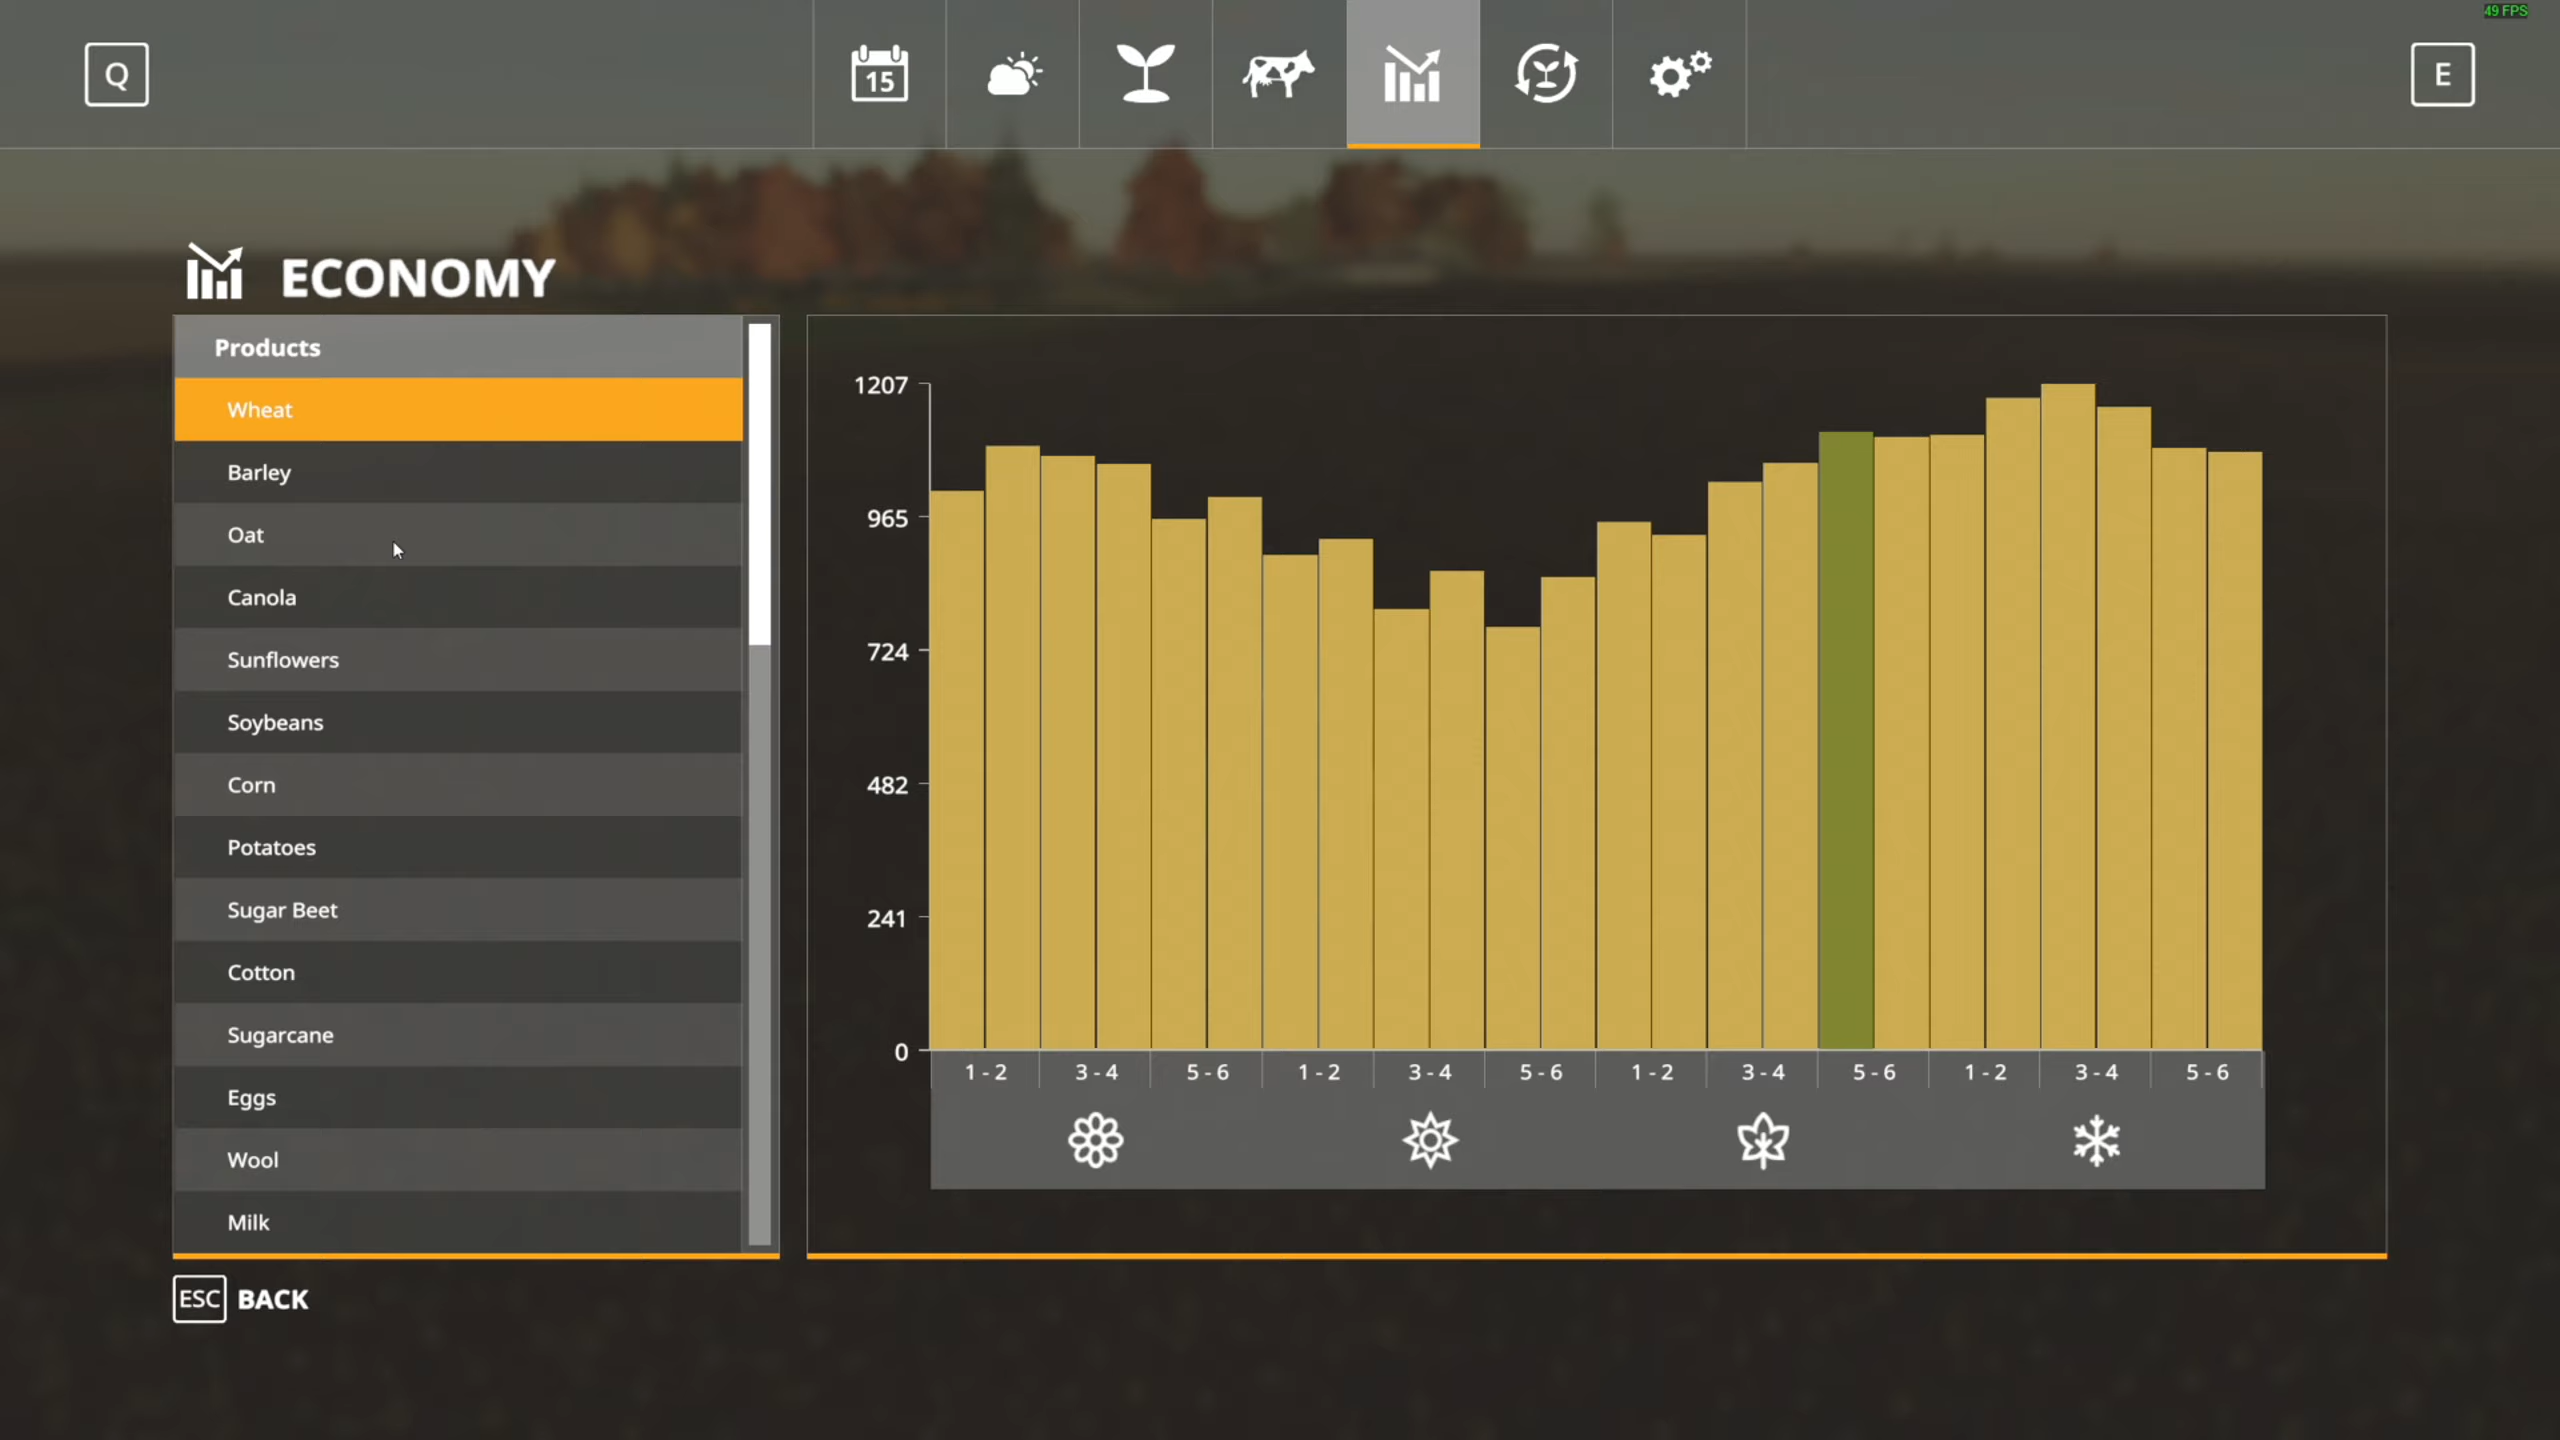 49 FPS
Q
15
E
ECONOMY
Products
Wheat
Barley
Oat
Canola
Sunflowers
Soybeans
Corn
Potatoes
Sugar Beet
Cotton
Sugarcane
Eggs
Wool
Milk
1207
965
724
482
241
0
1 - 2 3 - 4 5 - 6 1 - 2 3 - 4 5 - 6 1 - 2 3 - 4 5 - 6 1 - 2 3 - 4 5 - 6
ESC BACK